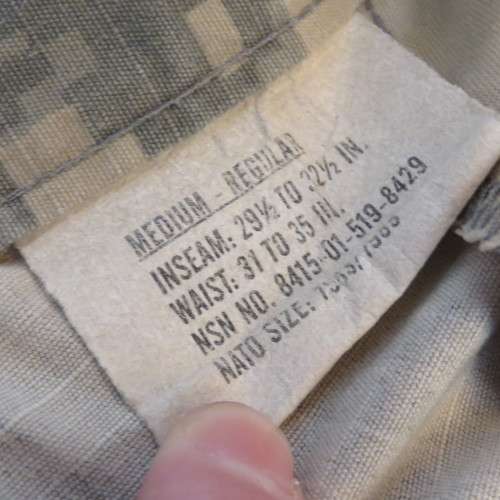 MEDIUM - REGULAR
INSEAM: 29½ TO 32½ IN.
WAIST: 31 TO 35 IN.
NSN NO. 8415-01-519-8429
NATO SIZE: